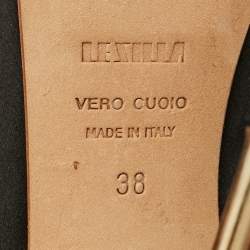 LE SILLA
VERO CUOIO
MADE IN ITALY
38